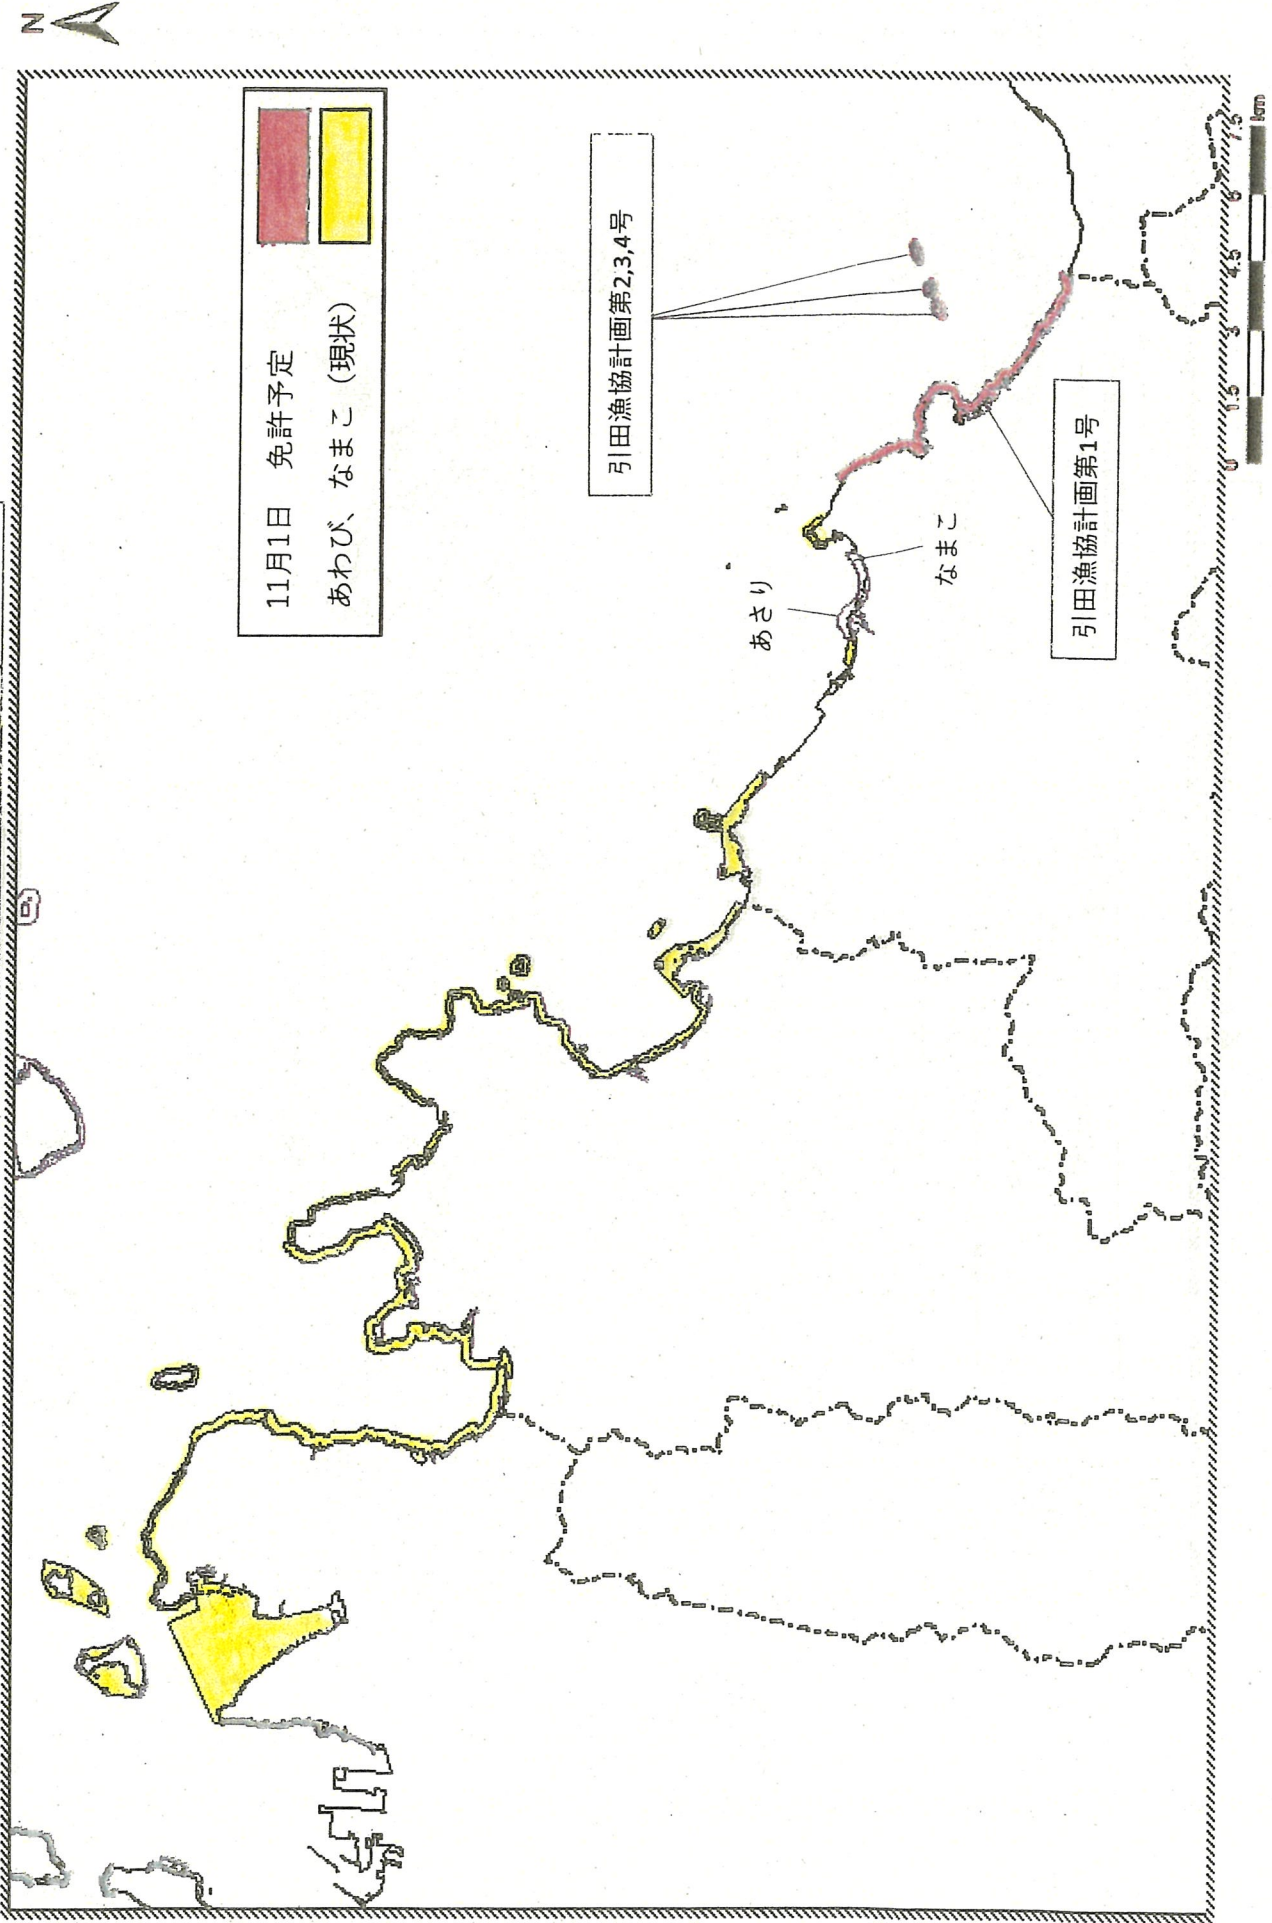 N
11月1日 免許予定
あわび、なまこ（現状）
引田漁協計画第2,3,4号
あさり
なまこ
引田漁協計画第1号
0 1.5 3 4.5 6 7.5 km